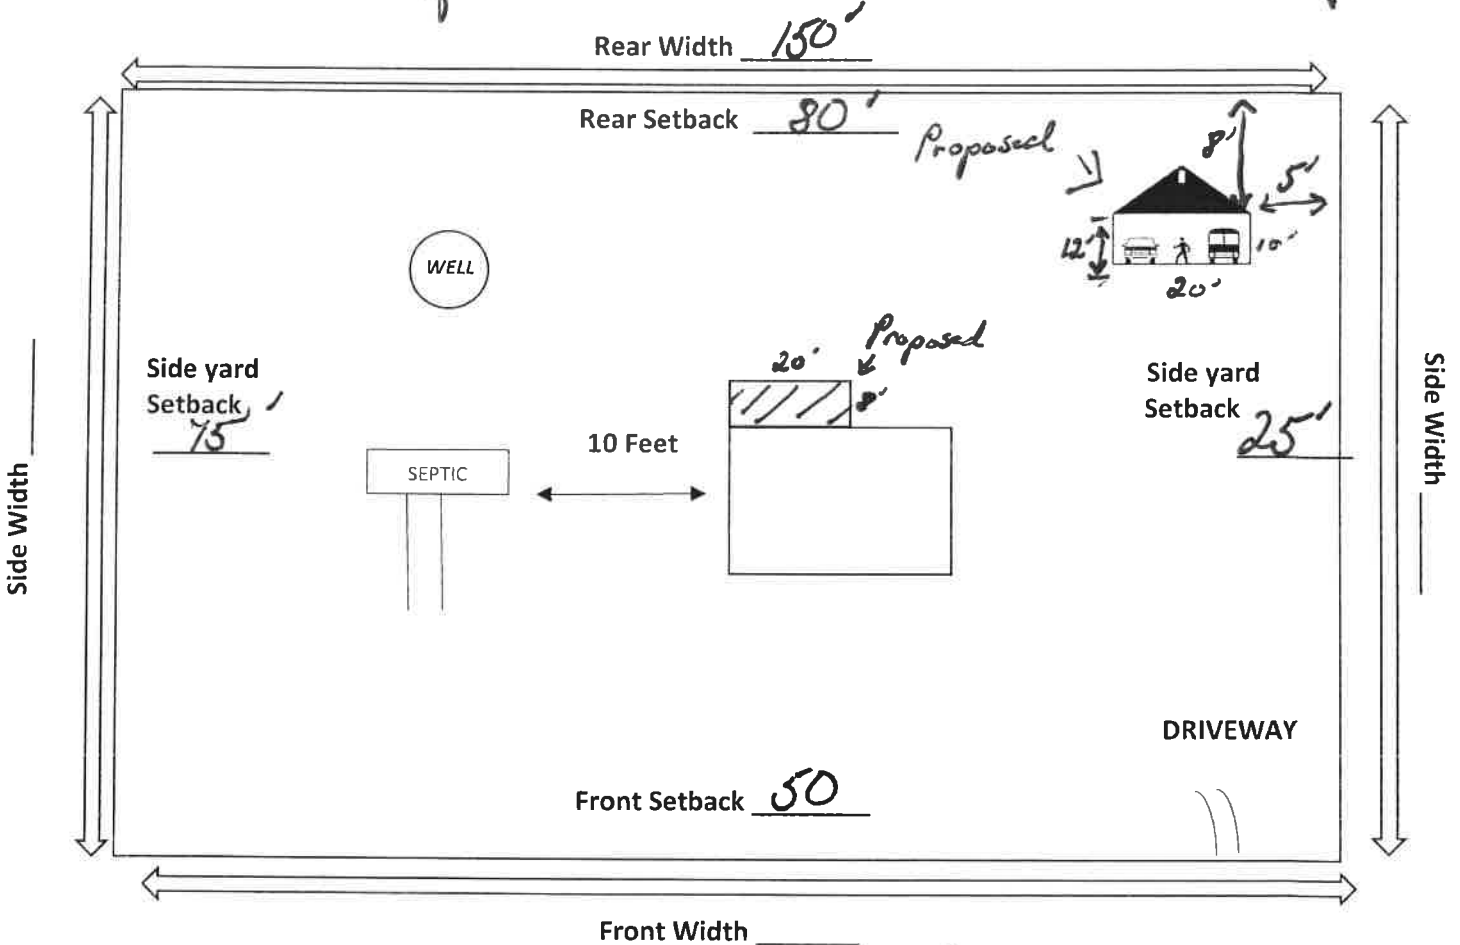 Rear Width 150'
Rear Setback 80'
Proposed
8'
5'
12'
10'
20'
WELL
Proposed
20'
8'
Side yard
Setback
75'
Side yard
Setback
25'
10 Feet
SEPTIC
Side Width
Side Width
DRIVEWAY
Front Setback 50
Front Width